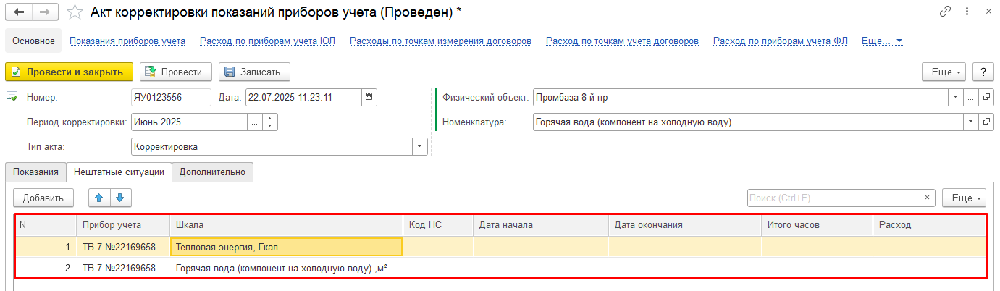 Акт корректировки показаний приборов учета (Проведен) *
Основное Показания приборов учета Расход по приборам учета ЮЛ Расходы по точкам измерения договоров Расход по точкам учета договоров Расход по приборам учета ФЛ Еще...
Провести и закрыть Провести Записать Еще ?
Номер: ЯУ0123556 Дата: 22.07.2025 11:23:11 Физический объект: Промбаза 8-й пр ...
Период корректировки: Июнь 2025 ... Номенклатура: Горячая вода (компонент на холодную воду)
Тип акта: Корректировка
Показания Нештатные ситуации Дополнительно
Добавить Поиск (Ctrl+F) × Еще
N Прибор учета Шкала Код НС Дата начала Дата окончания Итого часов Расход
1 ТВ 7 №22169658 Тепловая энергия, Гкал
2 ТВ 7 №22169658 Горячая вода (компонент на холодную воду) ,м²